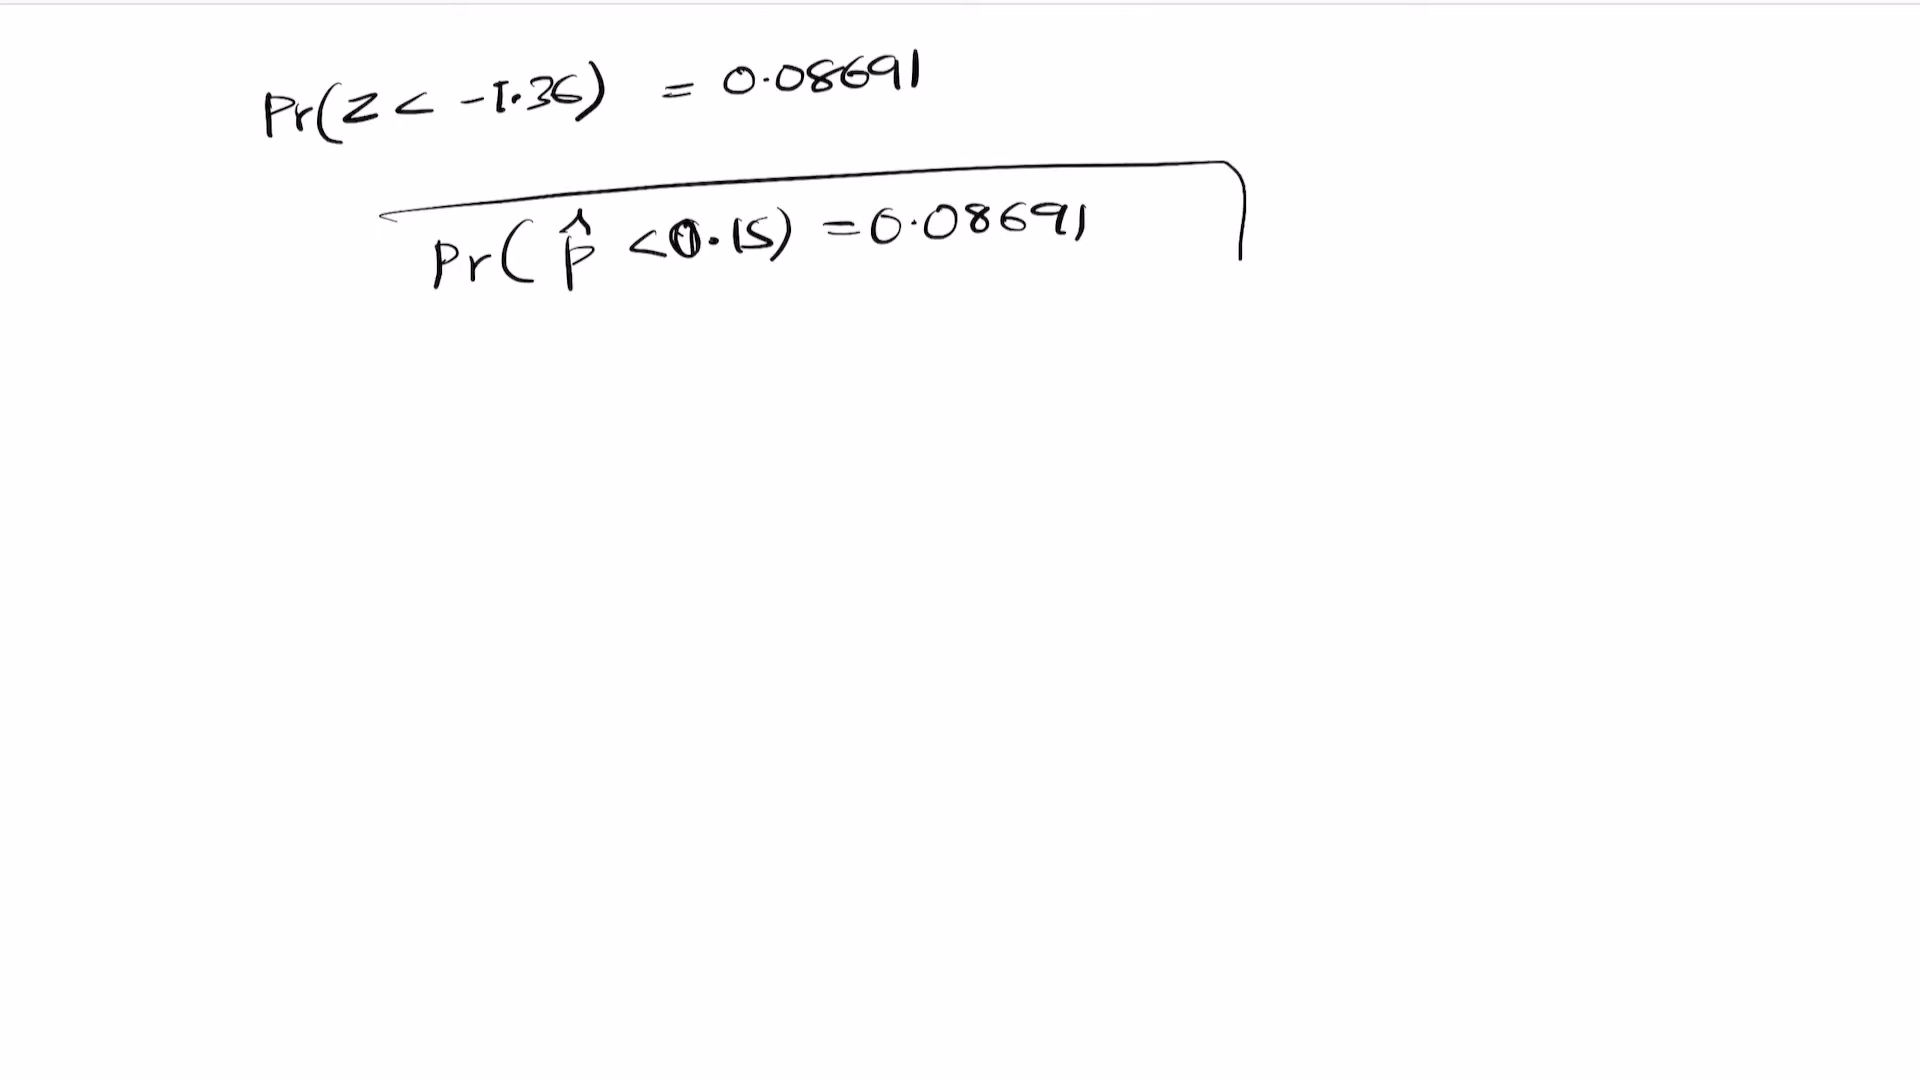 Pr(Z < -1.36) = 0.08691
Pr( p̂ < 0.15) = 0.08691